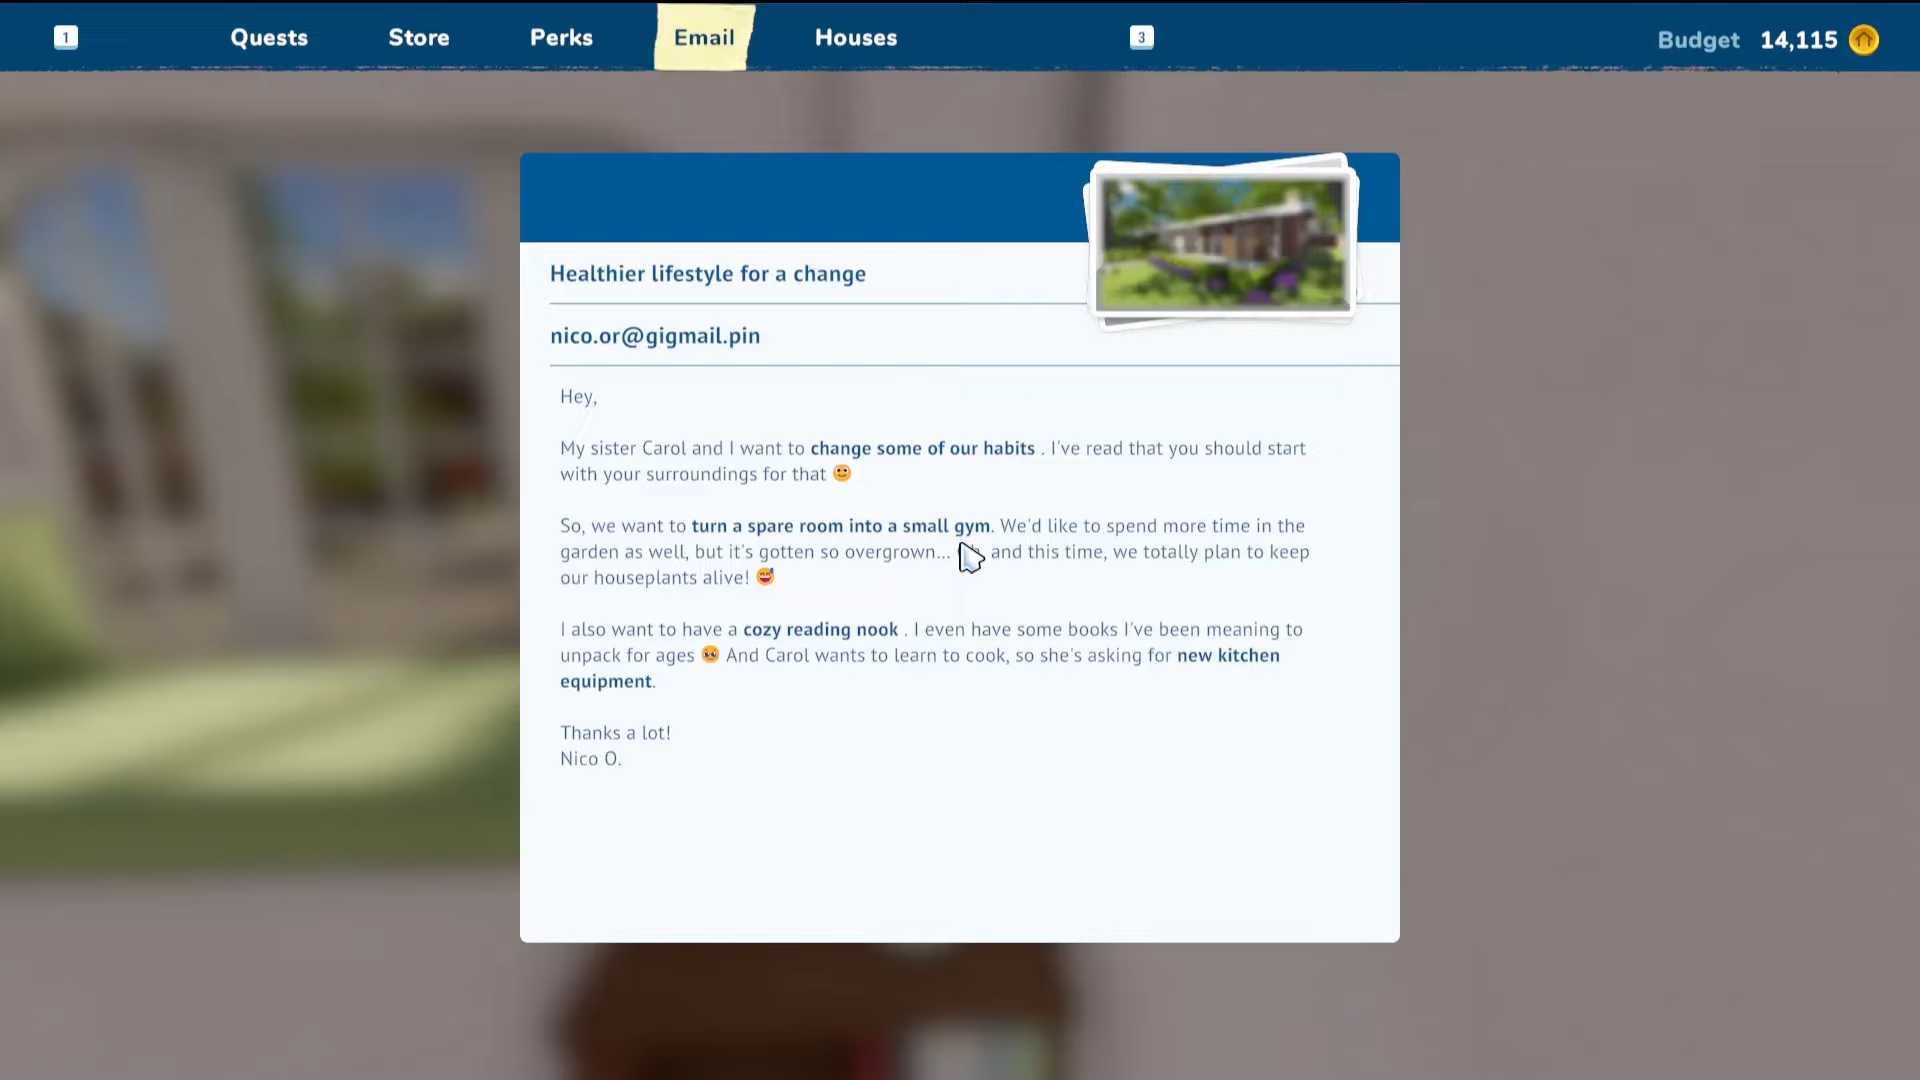 1 Quests Store Perks Email Houses 3 Budget 14,115
Healthier lifestyle for a change
nico.or@gigmail.pin
Hey,
My sister Carol and I want to change some of our habits . I've read that you should start
with your surroundings for that
So, we want to turn a spare room into a small gym. We'd like to spend more time in the
garden as well, but it's gotten so overgrown... and this time, we totally plan to keep
our houseplants alive!
I also want to have a cozy reading nook . I even have some books I've been meaning to
unpack for ages And Carol wants to learn to cook, so she's asking for new kitchen
equipment.
Thanks a lot!
Nico O.